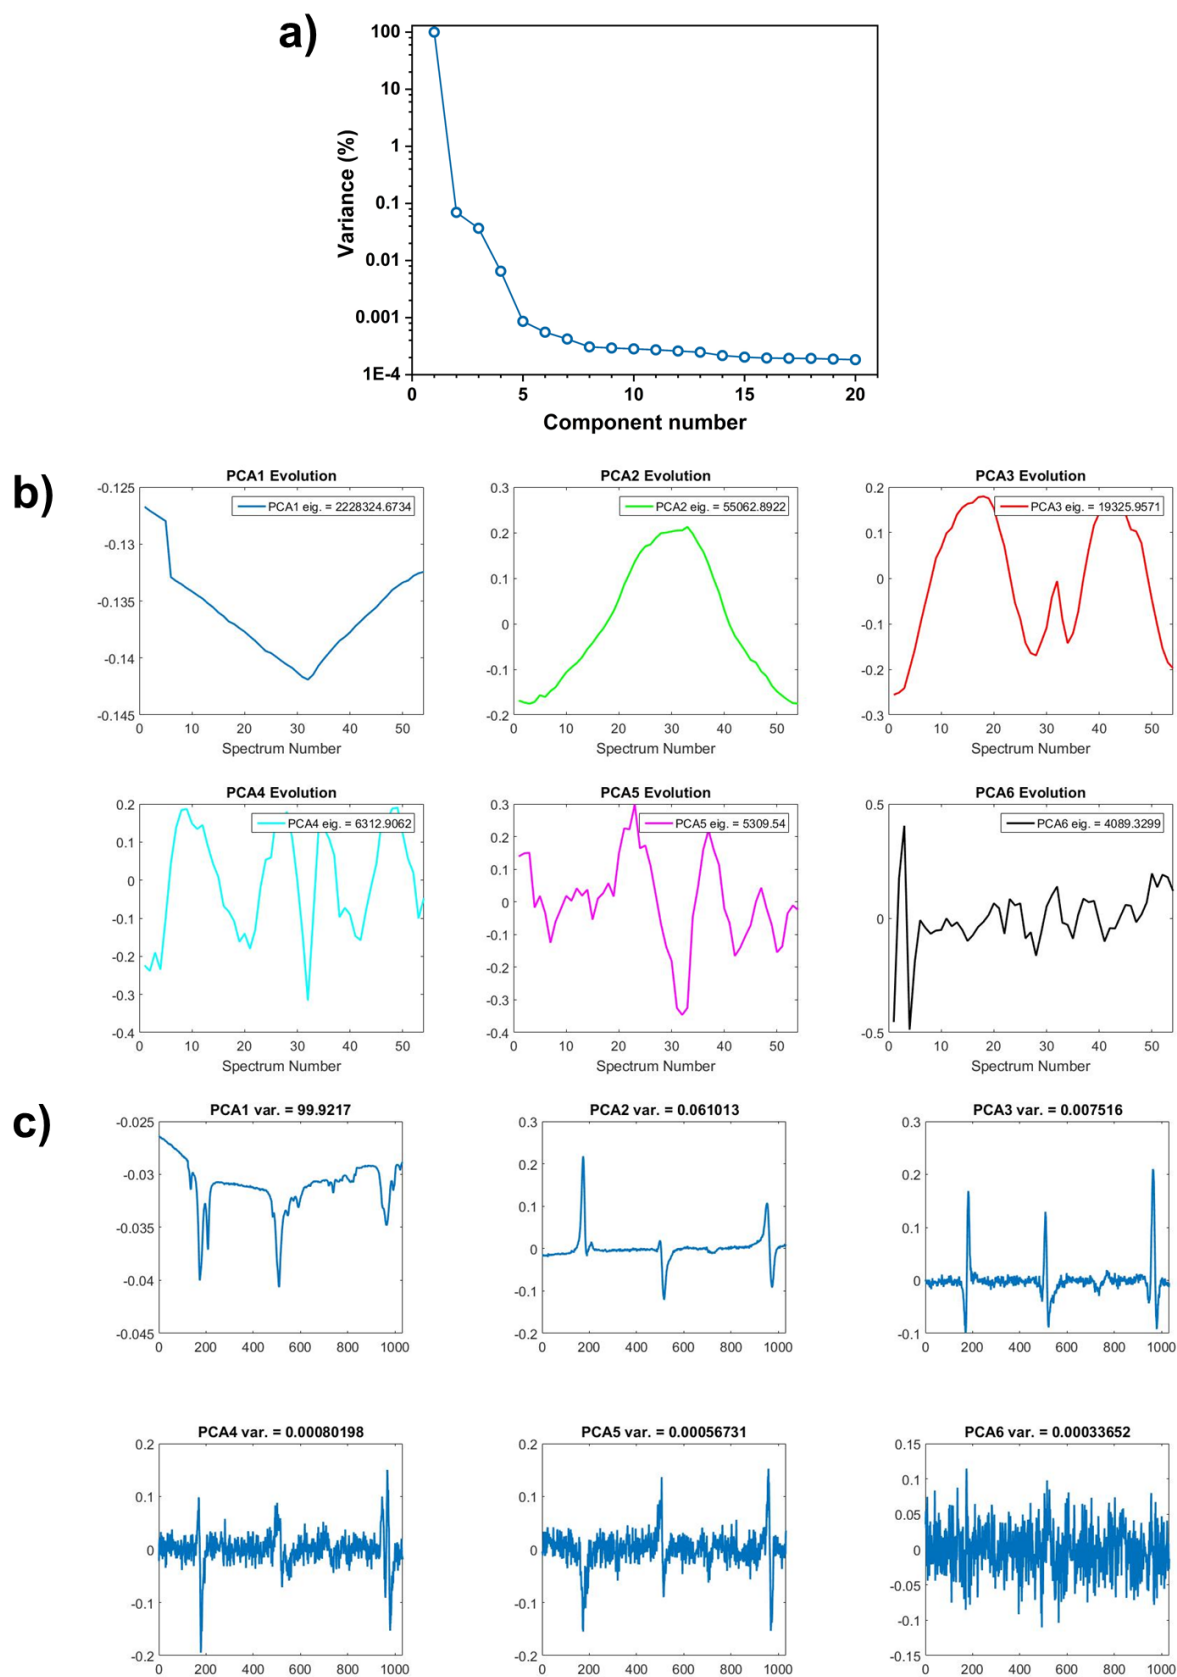 a)
100
10
1
0.1
0.01
0.001
1E-4
Variance (%)
0 5 10 15 20
Component number
b)
PCA1 Evolution
PCA1 eig. = 2228324.6734
-0.125
-0.13
-0.135
-0.14
-0.145
0 10 20 30 40 50
Spectrum Number
PCA2 Evolution
PCA2 eig. = 55062.8922
0.3
0.2
0.1
0
-0.1
-0.2
0 10 20 30 40 50
Spectrum Number
PCA3 Evolution
PCA3 eig. = 19325.9571
0.2
0.1
0
-0.1
-0.2
-0.3
0 10 20 30 40 50
Spectrum Number
PCA4 Evolution
PCA4 eig. = 6312.9062
0.2
0.1
0
-0.1
-0.2
-0.3
-0.4
0 10 20 30 40 50
Spectrum Number
PCA5 Evolution
PCA5 eig. = 5309.54
0.3
0.2
0.1
0
-0.1
-0.2
-0.3
-0.4
0 10 20 30 40 50
Spectrum Number
PCA6 Evolution
PCA6 eig. = 4089.3299
0.5
0
-0.5
0 10 20 30 40 50
Spectrum Number
c)
PCA1 var. = 99.9217
-0.025
-0.03
-0.035
-0.04
-0.045
0 200 400 600 800 1000
PCA2 var. = 0.061013
0.3
0.2
0.1
0
-0.1
-0.2
0 200 400 600 800 1000
PCA3 var. = 0.007516
0.3
0.2
0.1
0
-0.1
0 200 400 600 800 1000
PCA4 var. = 0.00080198
0.2
0.1
0
-0.1
-0.2
0 200 400 600 800 1000
PCA5 var. = 0.00056731
0.2
0.1
0
-0.1
-0.2
0 200 400 600 800 1000
PCA6 var. = 0.00033652
0.15
0.1
0.05
0
-0.05
-0.1
-0.15
0 200 400 600 800 1000